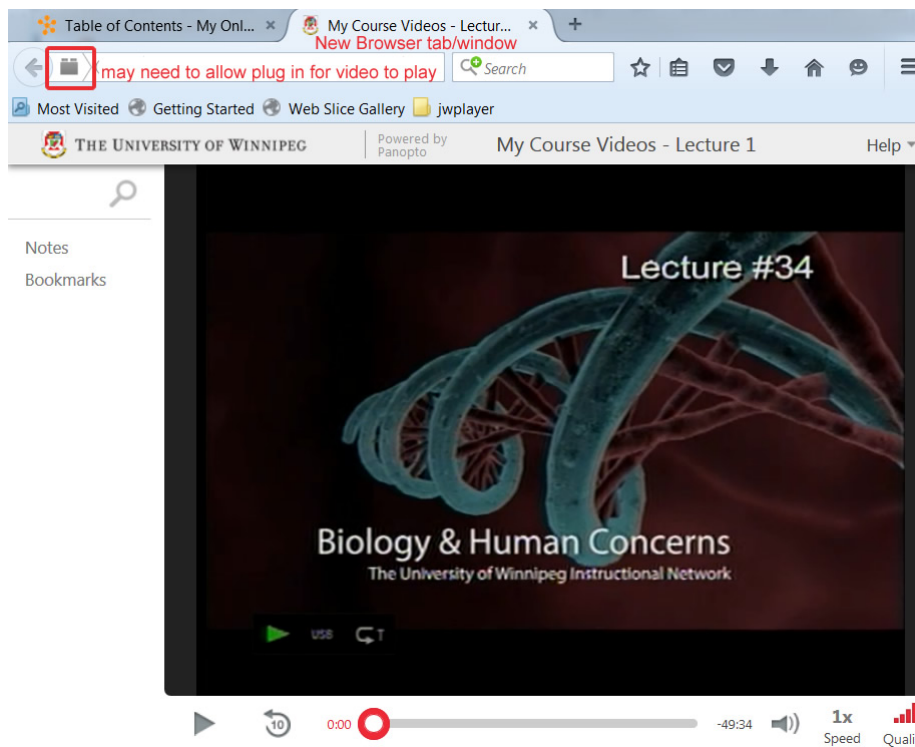 Table of Contents - My Onl...
My Course Videos - Lectur...
New Browser tab/window
may need to allow plug in for video to play
Search
Most Visited
Getting Started
Web Slice Gallery
jwplayer
THE UNIVERSITY OF WINNIPEG
Powered by
Panopto
My Course Videos - Lecture 1
Help
Notes
Bookmarks
Lecture #34
Biology & Human Concerns
The University of Winnipeg Instructional Network
USB
T
10
0:00
-49:34
1x
Speed
Quali